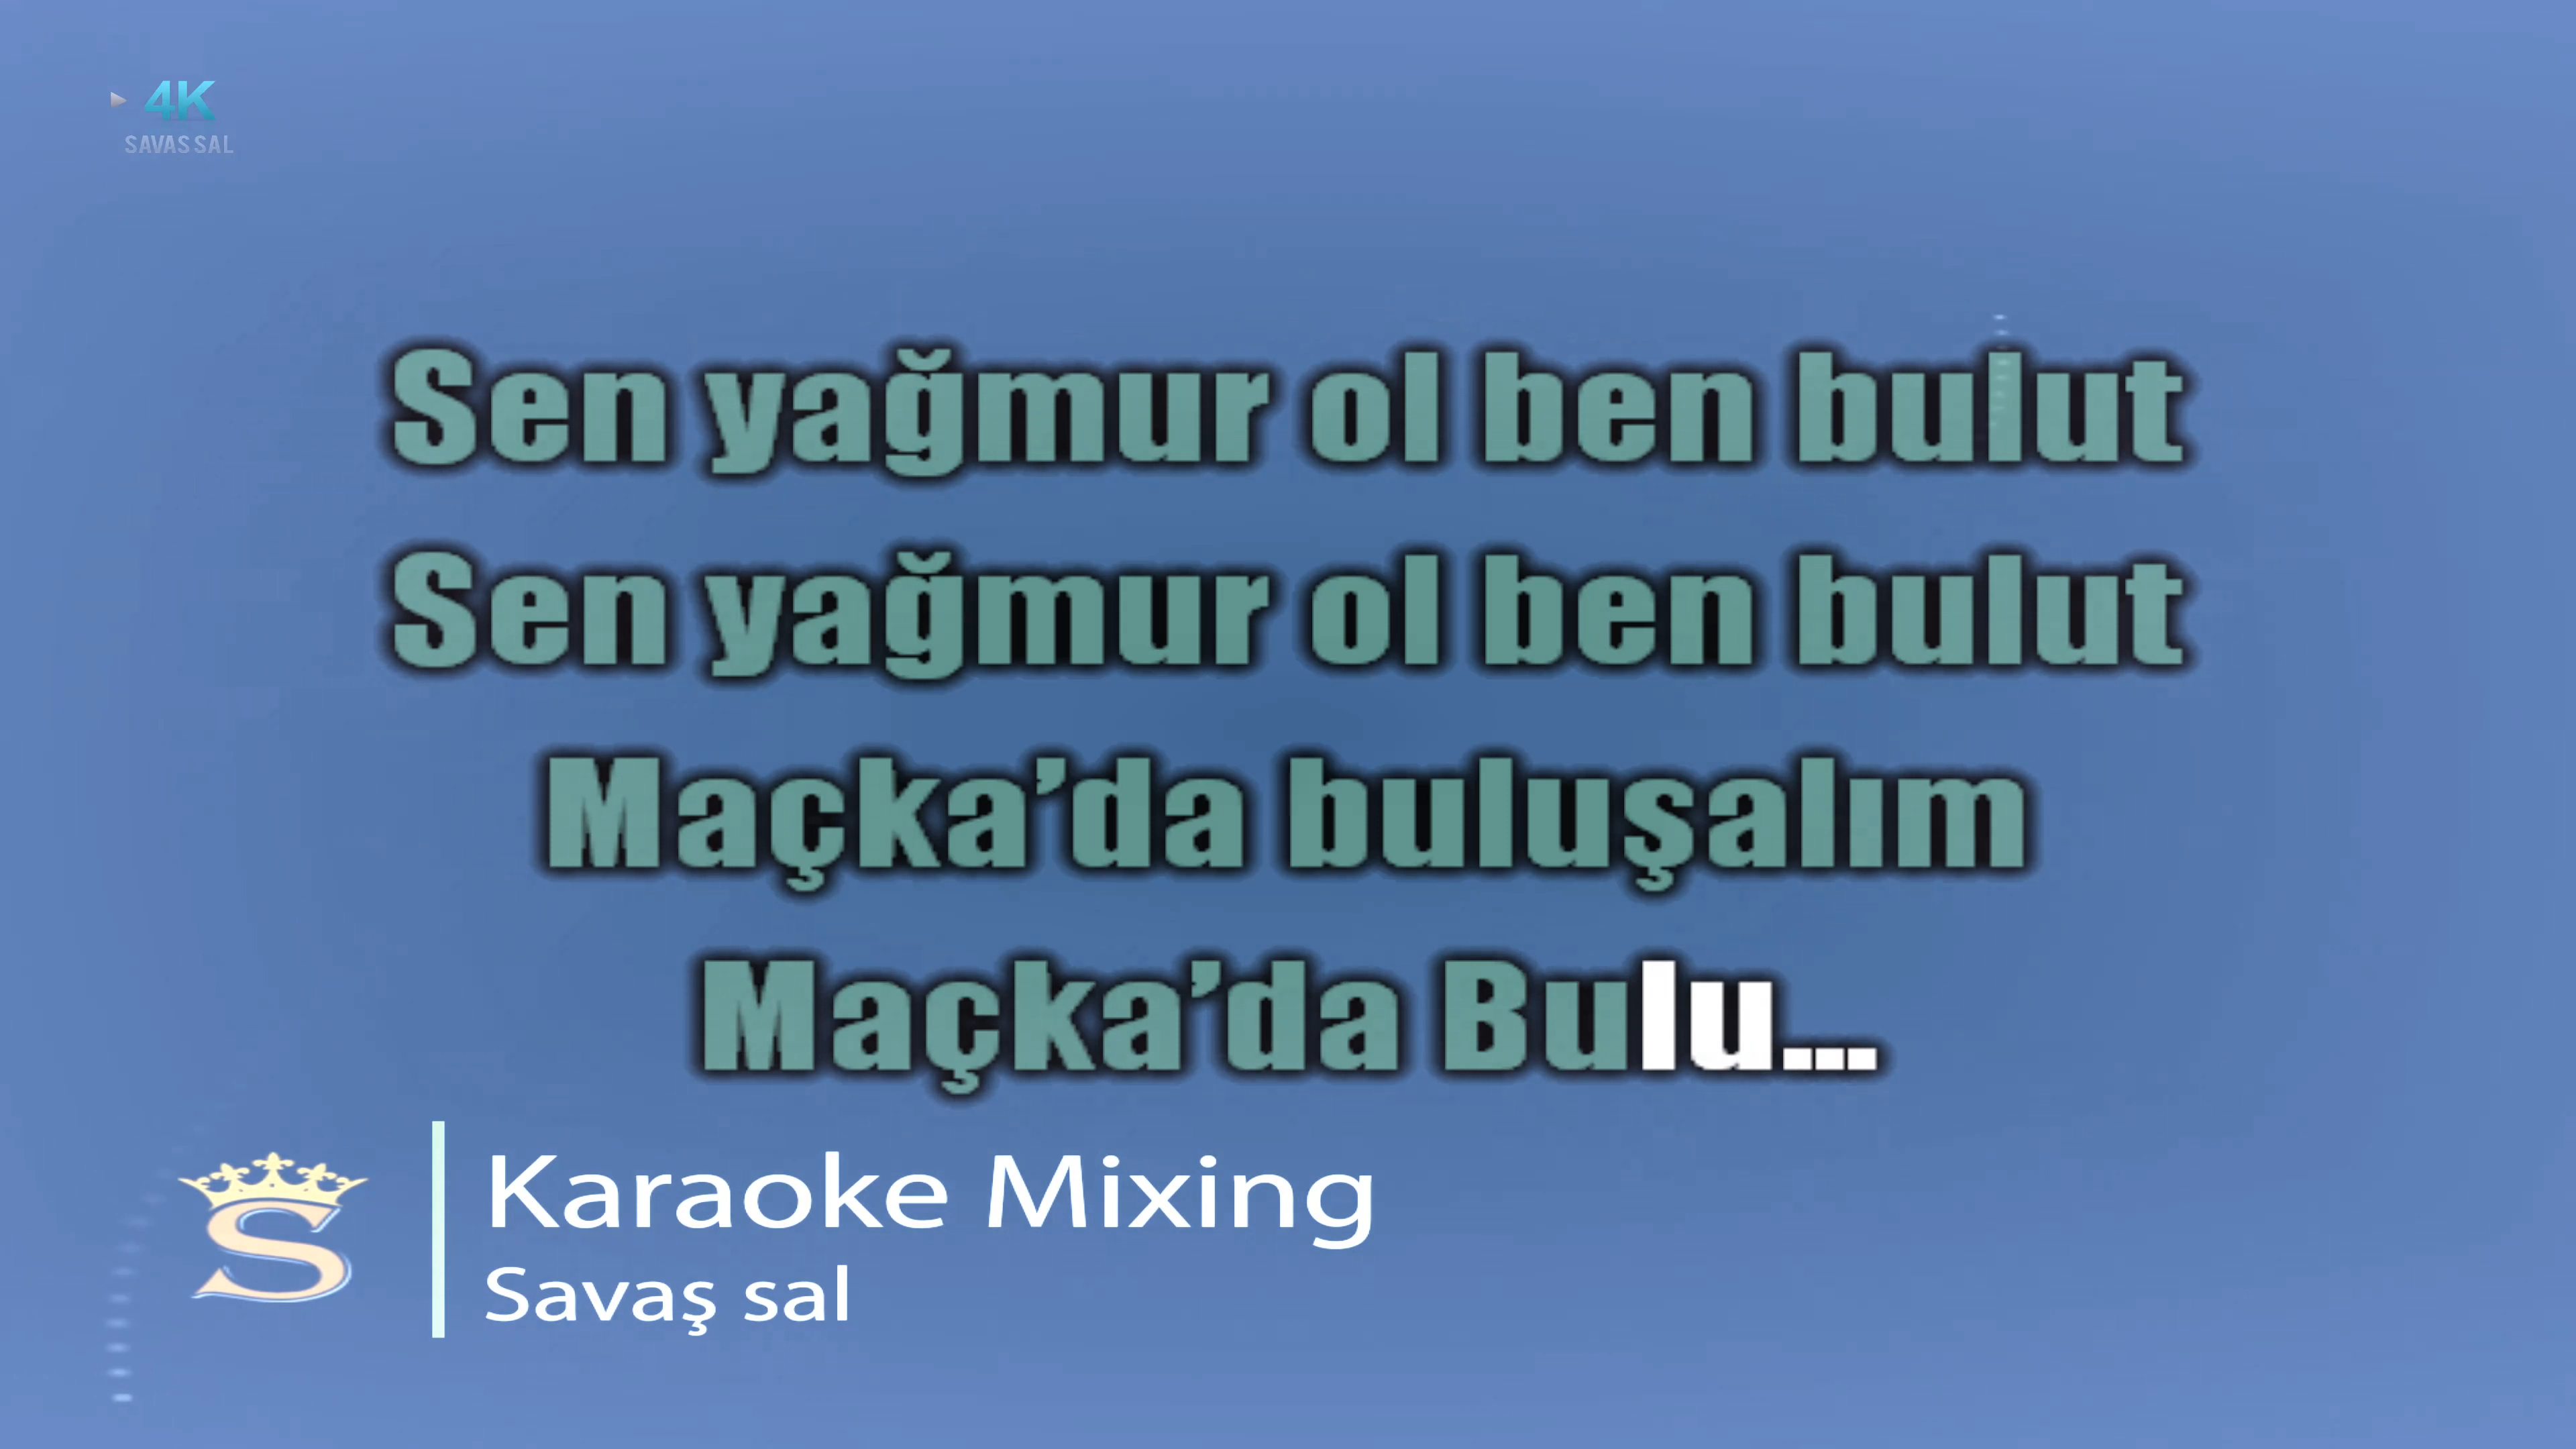 4K
SAVAS SAL
Sen yağmur ol ben bulut
Sen yağmur ol ben bulut
Maçka’da buluşalım
Maçka’da Bulu...
S
Karaoke Mixing
Savaş sal